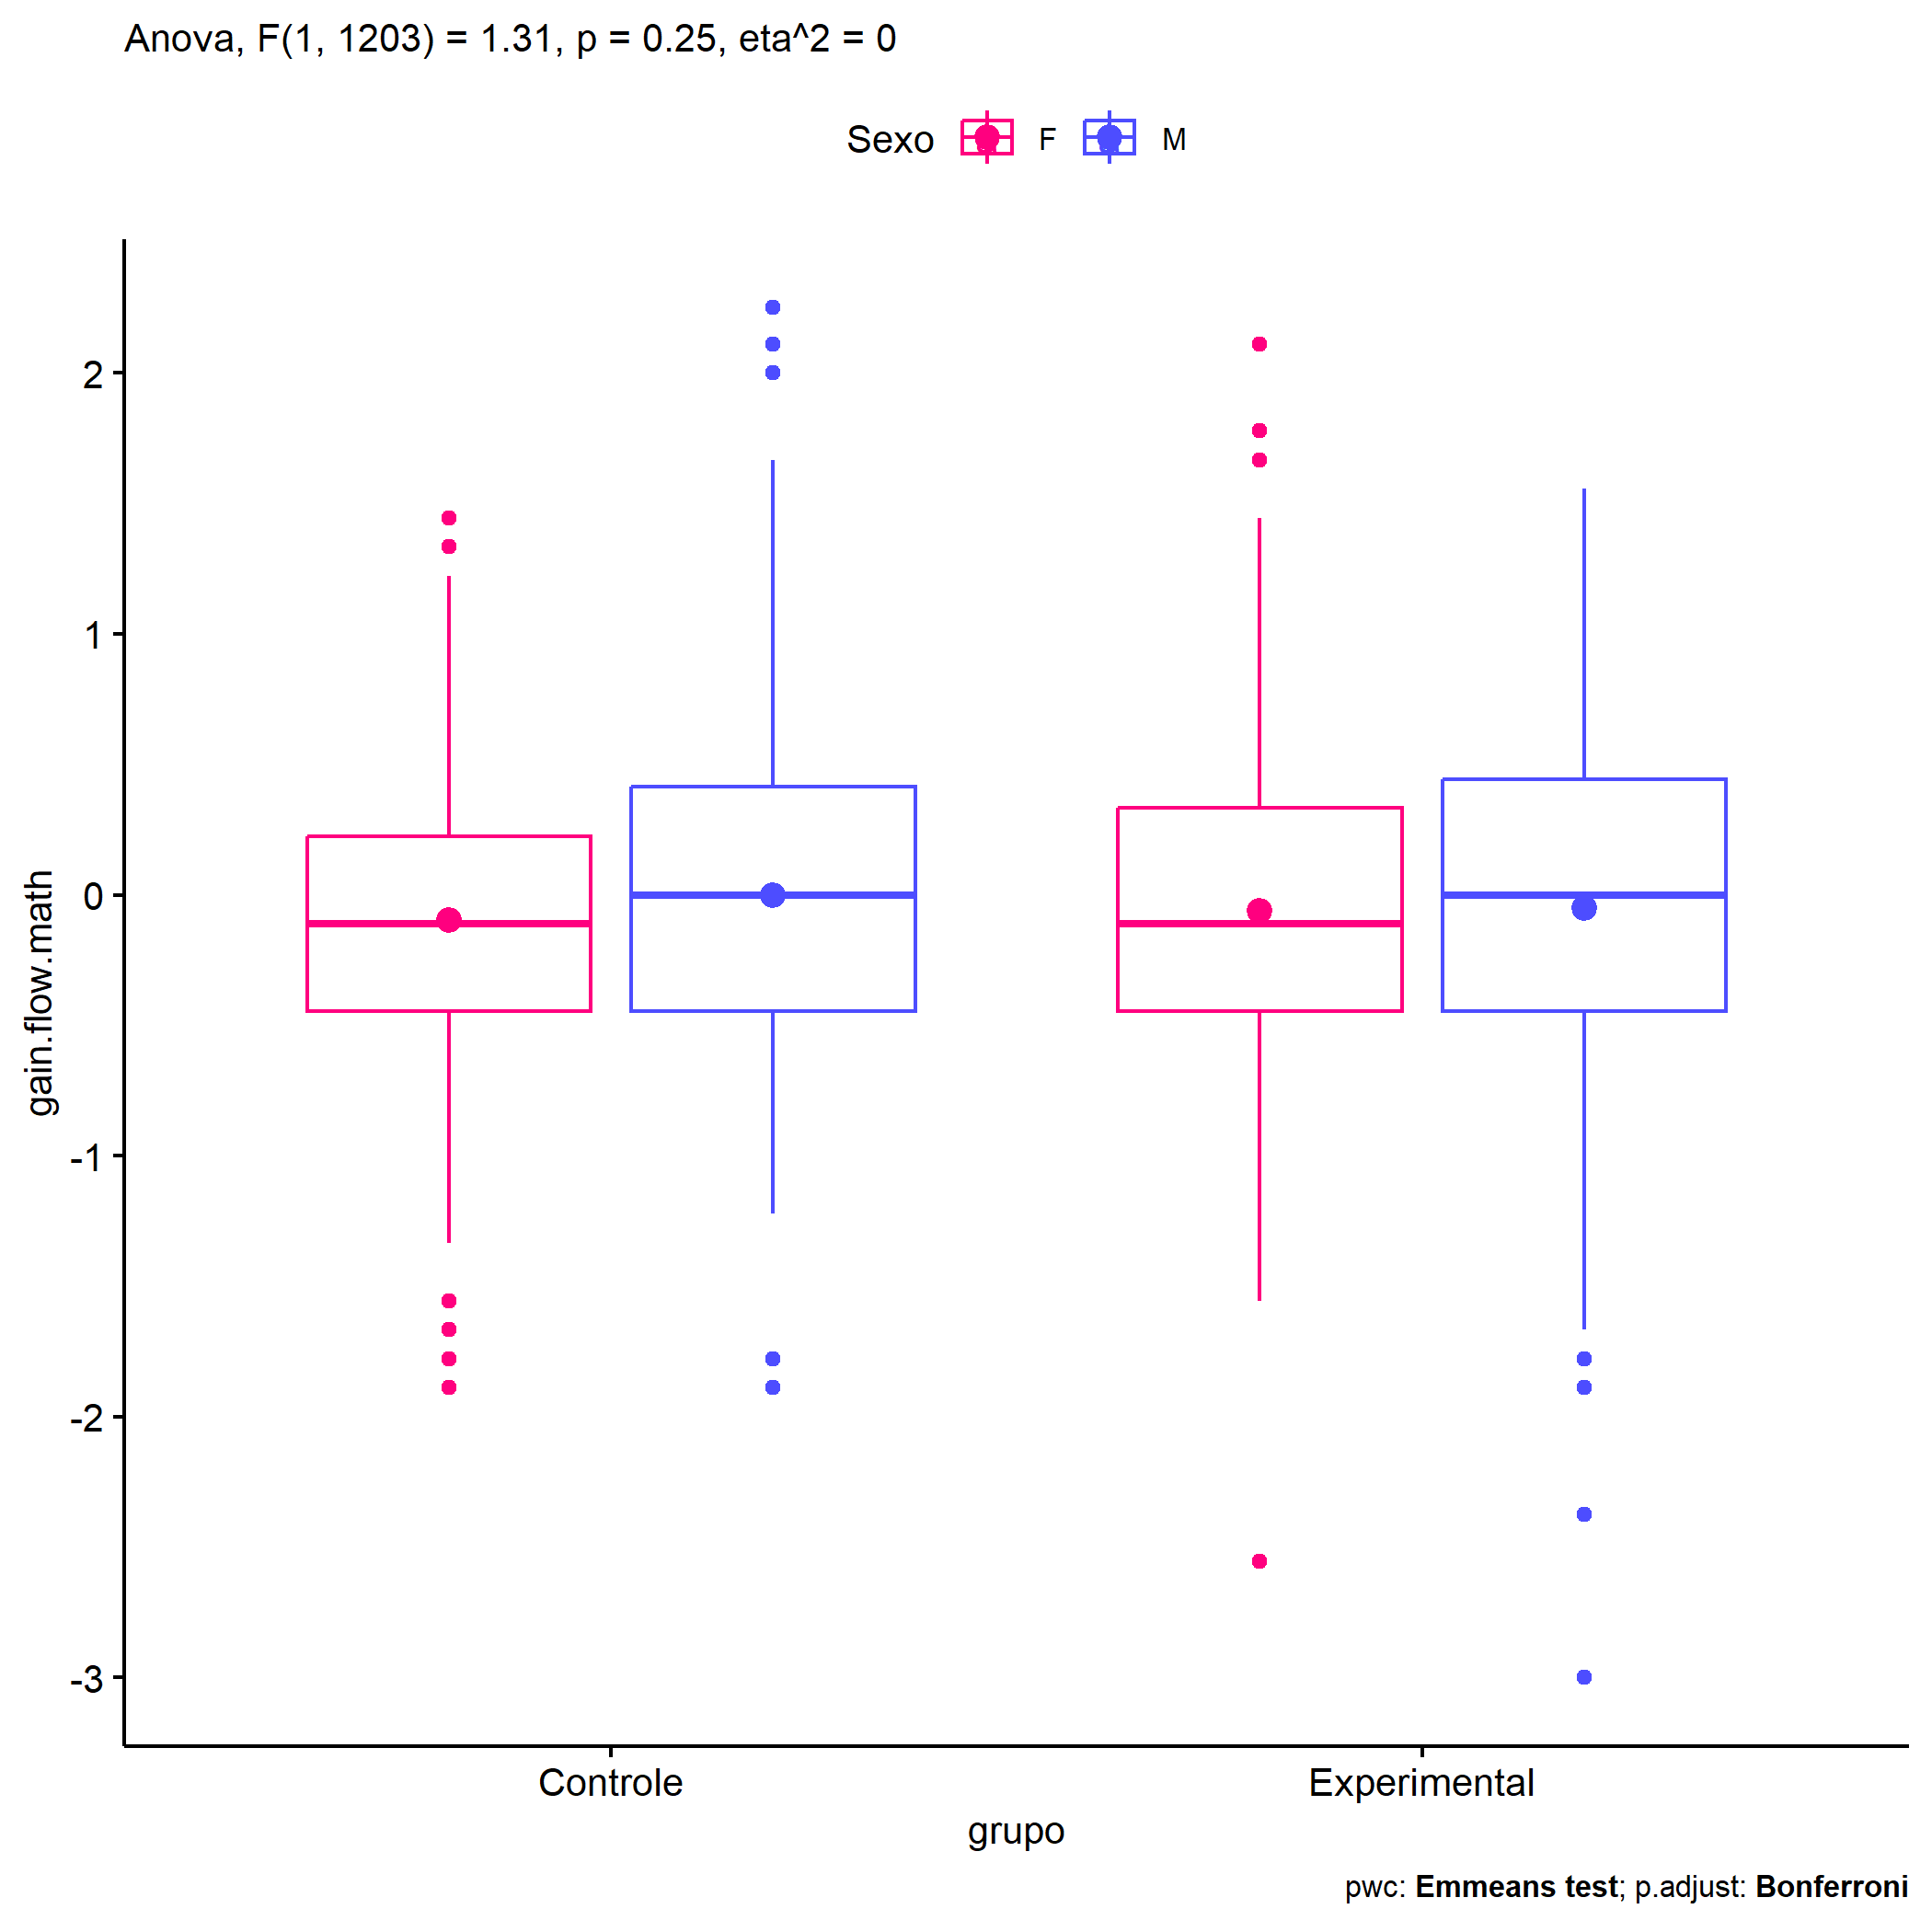 Anova, F(1, 1203) = 1.31, p = 0.25, eta^2 = 0
Sexo F M
gain.flow.math
2
1
0
-1
-2
-3
Controle Experimental
grupo
pwc: Emmeans test; p.adjust: Bonferroni